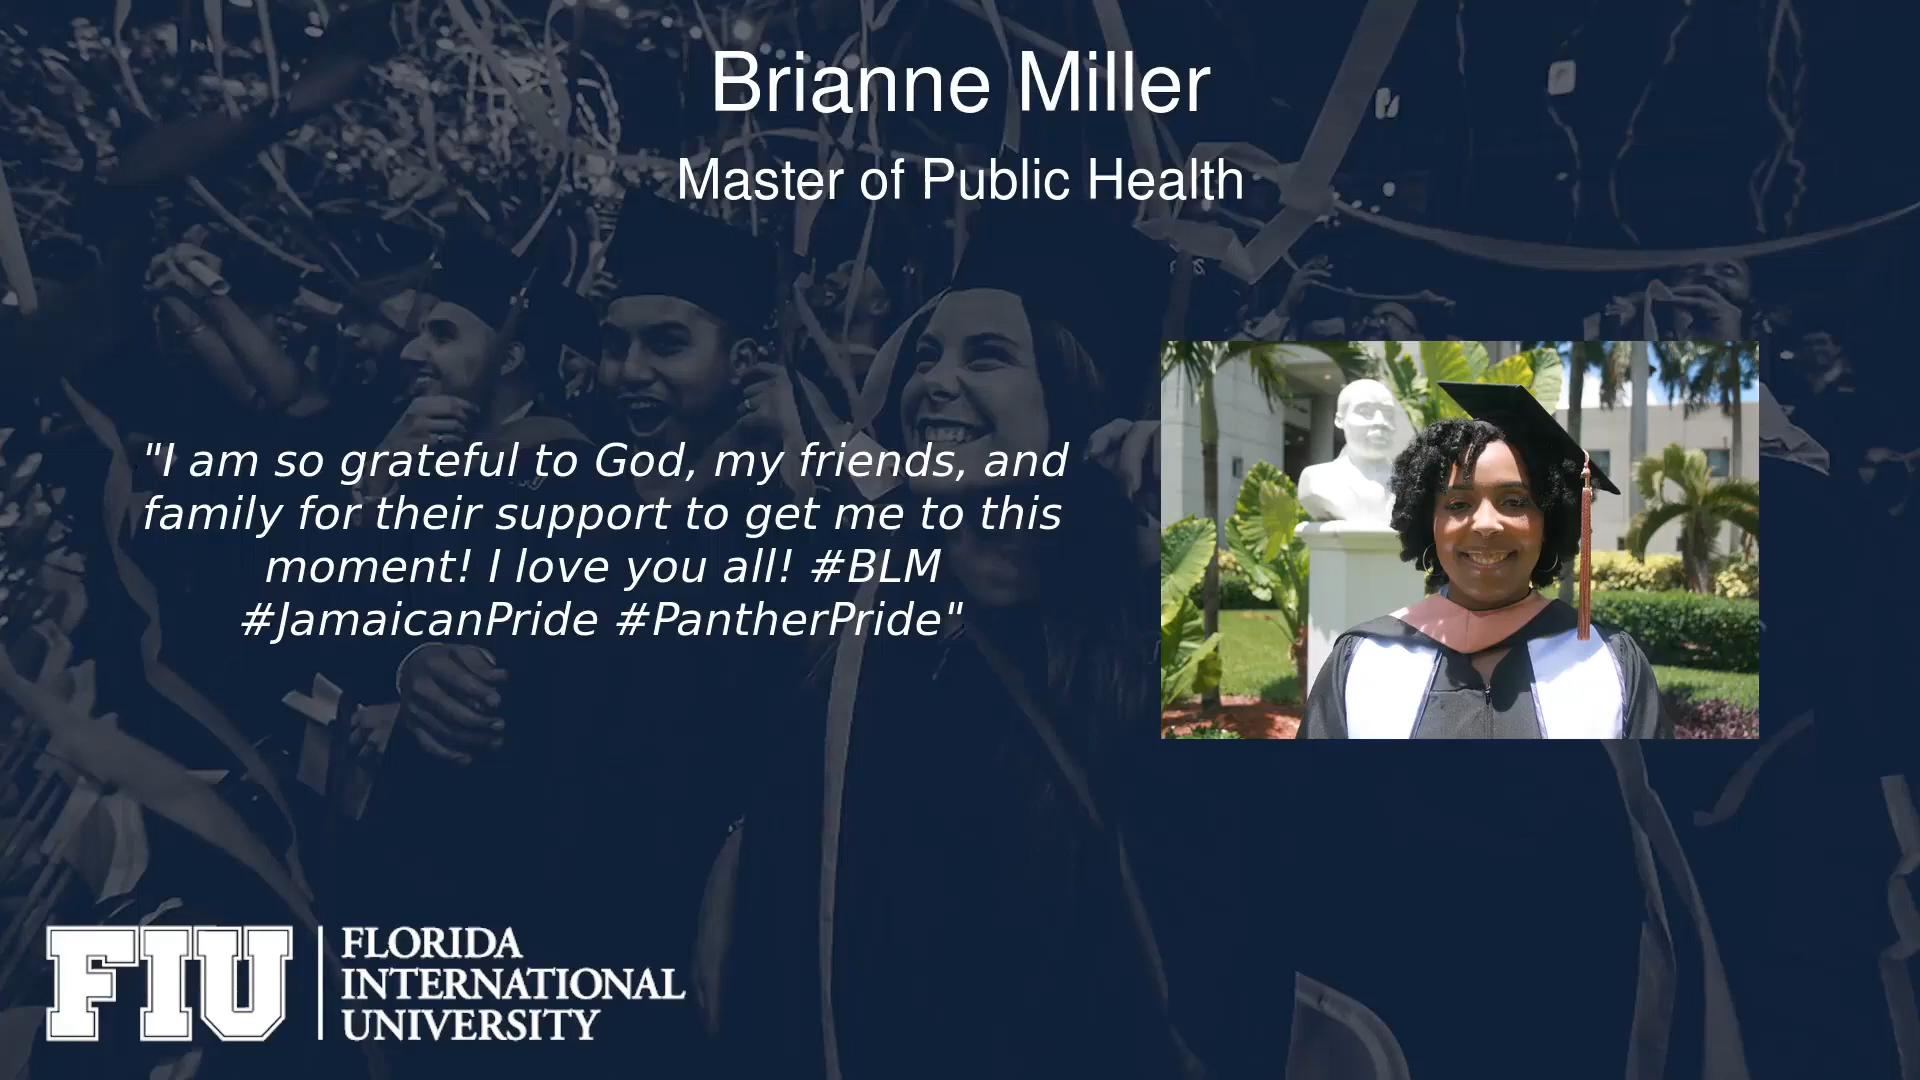 Brianne Miller
Master of Public Health
"I am so grateful to God, my friends, and
family for their support to get me to this
moment! I love you all! #BLM
#JamaicanPride #PantherPride"
FIU
FLORIDA
INTERNATIONAL
UNIVERSITY